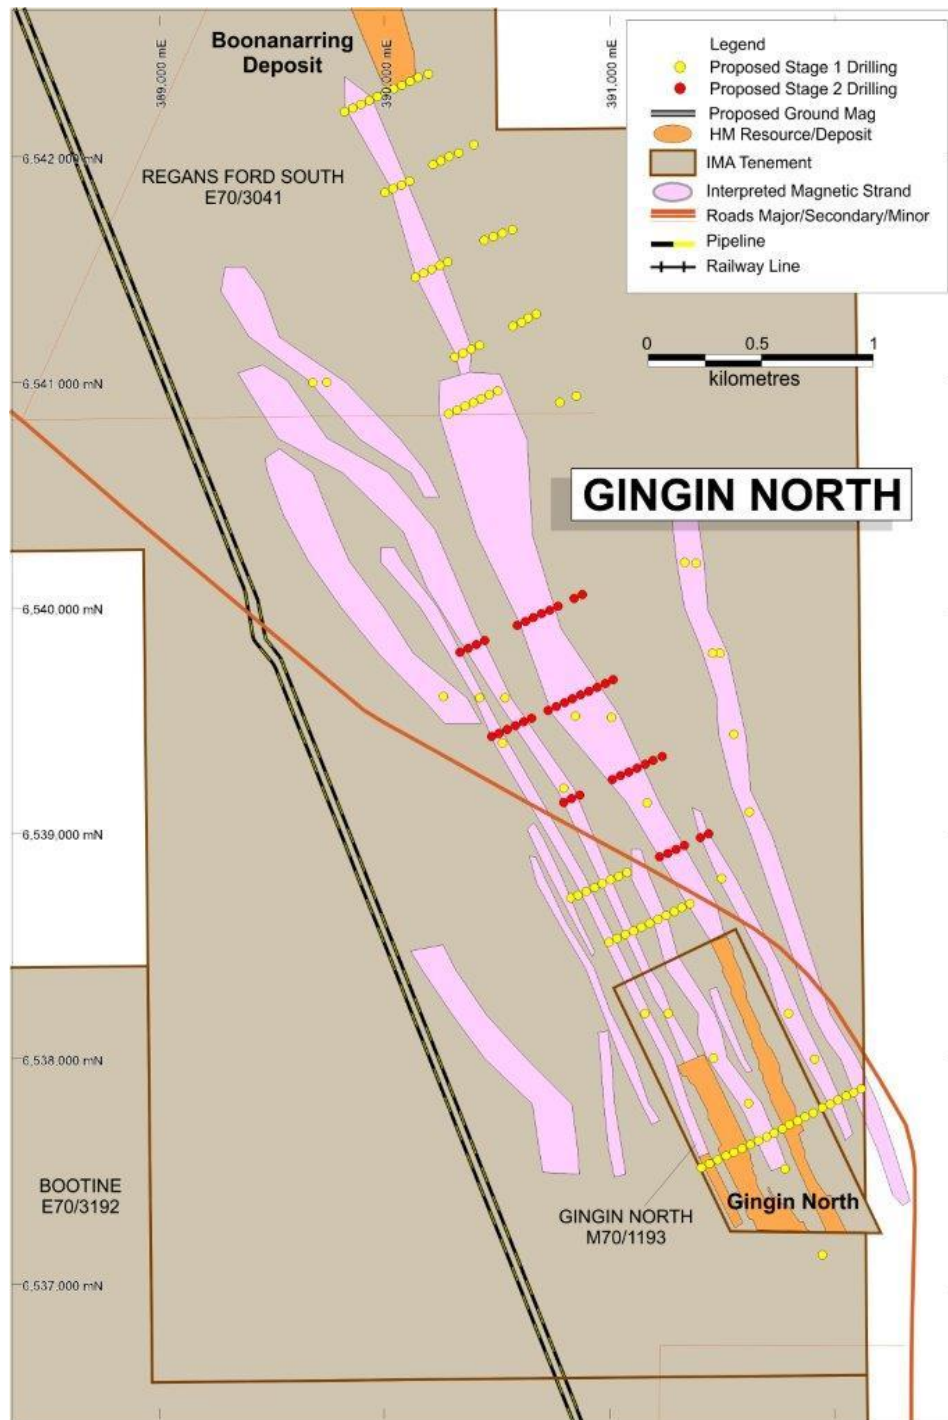 Boonanarring
Deposit
389,000 mE
390,000 mE
391,000 mE
Legend
Proposed Stage 1 Drilling
Proposed Stage 2 Drilling
Proposed Ground Mag
HM Resource/Deposit
IMA Tenement
Interpreted Magnetic Strand
Roads Major/Secondary/Minor
Pipeline
Railway Line
6,542,000 mN
REGANS FORD SOUTH
E70/3041
0 0.5 1
kilometres
6,541,000 mN
GINGIN NORTH
6,540,000 mN
6,539,000 mN
6,538,000 mN
BOOTINE
E70/3192
Gingin North
GINGIN NORTH
M70/1193
6,537,000 mN